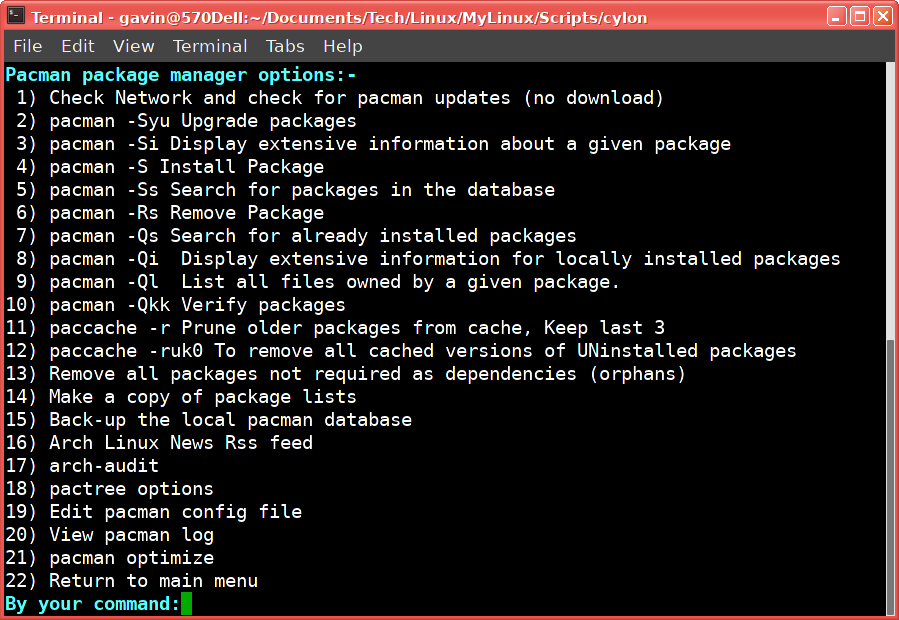 Terminal - gavin@570Dell:~/Documents/Tech/Linux/MyLinux/Scripts/cylon
File Edit View Terminal Tabs Help
Pacman package manager options:-
1) Check Network and check for pacman updates (no download)
2) pacman -Syu Upgrade packages
3) pacman -Si Display extensive information about a given package
4) pacman -S Install Package
5) pacman -Ss Search for packages in the database
6) pacman -Rs Remove Package
7) pacman -Qs Search for already installed packages
8) pacman -Qi  Display extensive information for locally installed packages
9) pacman -Ql  List all files owned by a given package.
10) pacman -Qkk Verify packages
11) paccache -r Prune older packages from cache, Keep last 3
12) paccache -ruk0 To remove all cached versions of UNinstalled packages
13) Remove all packages not required as dependencies (orphans)
14) Make a copy of package lists
15) Back-up the local pacman database
16) Arch Linux News Rss feed
17) arch-audit
18) pactree options
19) Edit pacman config file
20) View pacman log
21) pacman optimize
22) Return to main menu
By your command: